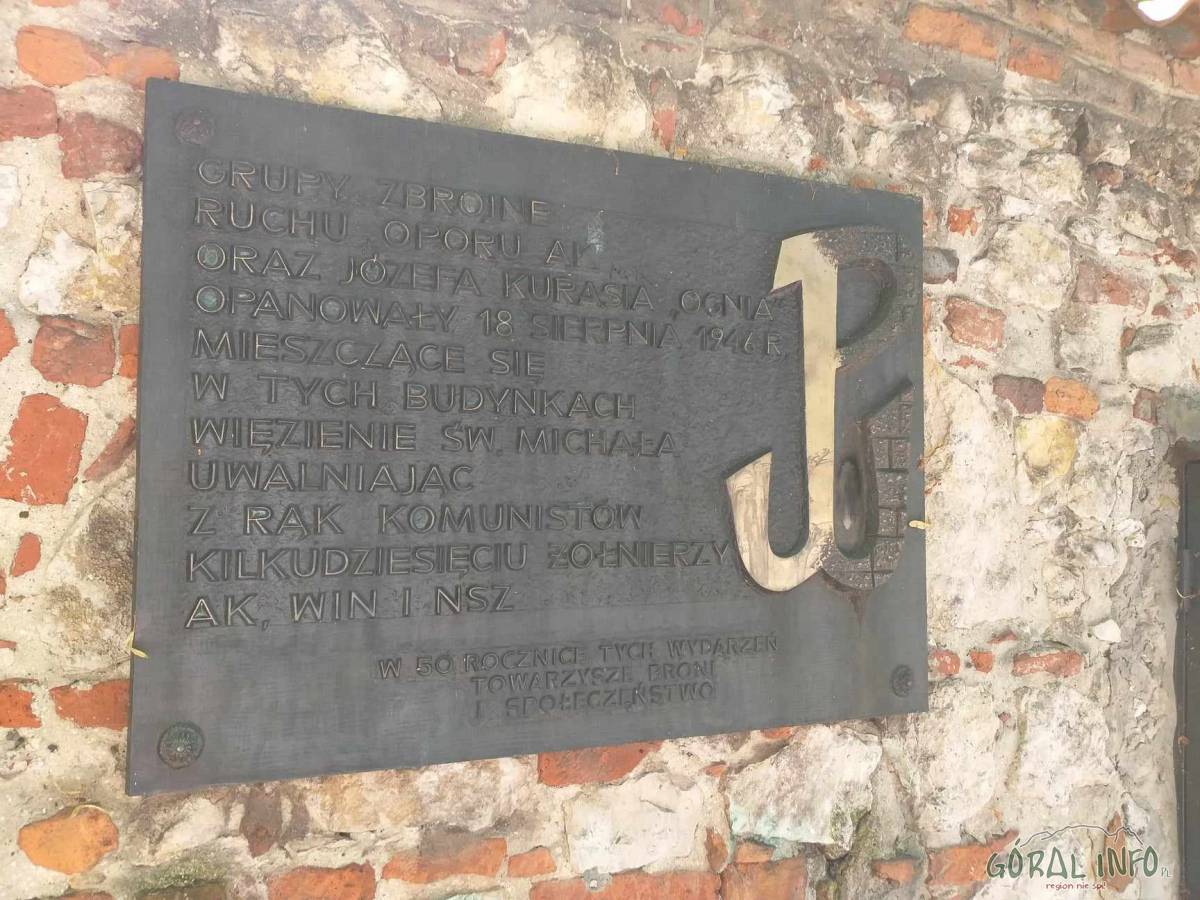 GRUPY ZBROJNE
RUCHU OPORU AK
ORAZ JÓZEFA KURASIA „OGNIA”
OPANOWAŁY 18 SIERPNIA 1946 R.
MIESZCZĄCE SIĘ
W TYCH BUDYNKACH
WIĘZIENIE ŚW. MICHAŁA
UWALNIAJĄC
Z RĄK KOMUNISTÓW
KILKUDZIESIĘCIU ŻOŁNIERZY
AK, WIN I NSZ
W 50 ROCZNICĘ TYCH WYDARZEŃ
TOWARZYSZE BRONI
I SPOŁECZEŃSTWO
GÓRAL INFO.PL
region nie śpi!